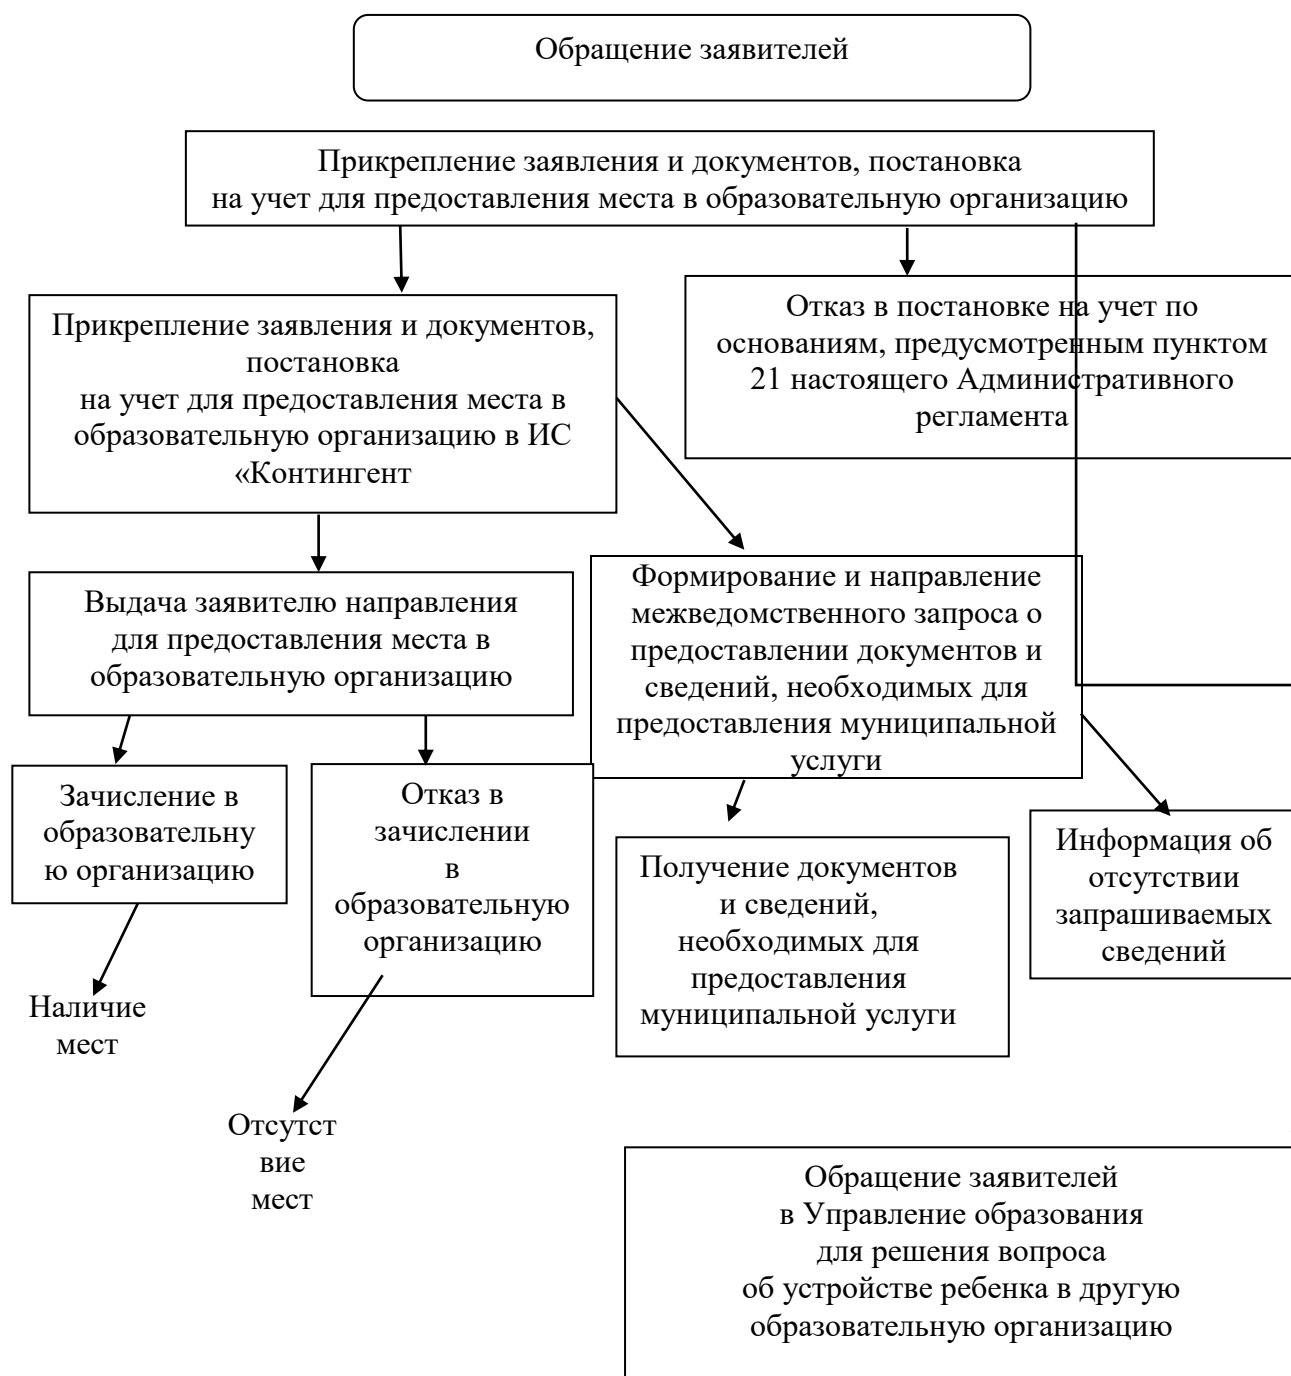 Обращение заявителей
Прикрепление заявления и документов, постановка
на учет для предоставления места в образовательную организацию
Прикрепление заявления и документов,
постановка
на учет для предоставления места в
образовательную организацию в ИС
«Контингент
Отказ в постановке на учет по
основаниям, предусмотренным пунктом
21 настоящего Административного
регламента
Выдача заявителю направления
для предоставления места в
образовательную организацию
Формирование и направление
межведомственного запроса о
предоставлении документов и
сведений, необходимых для
предоставления муниципальной
услуги
Зачисление в
образовательну
ю организацию
Отказ в
зачислении
в
образовательную
организацию
Получение документов
и сведений,
необходимых для
предоставления
муниципальной услуги
Информация об
отсутствии
запрашиваемых
сведений
Наличие
мест
Отсутст
вие
мест
Обращение заявителей
в Управление образования
для решения вопроса
об устройстве ребенка в другую
образовательную организацию